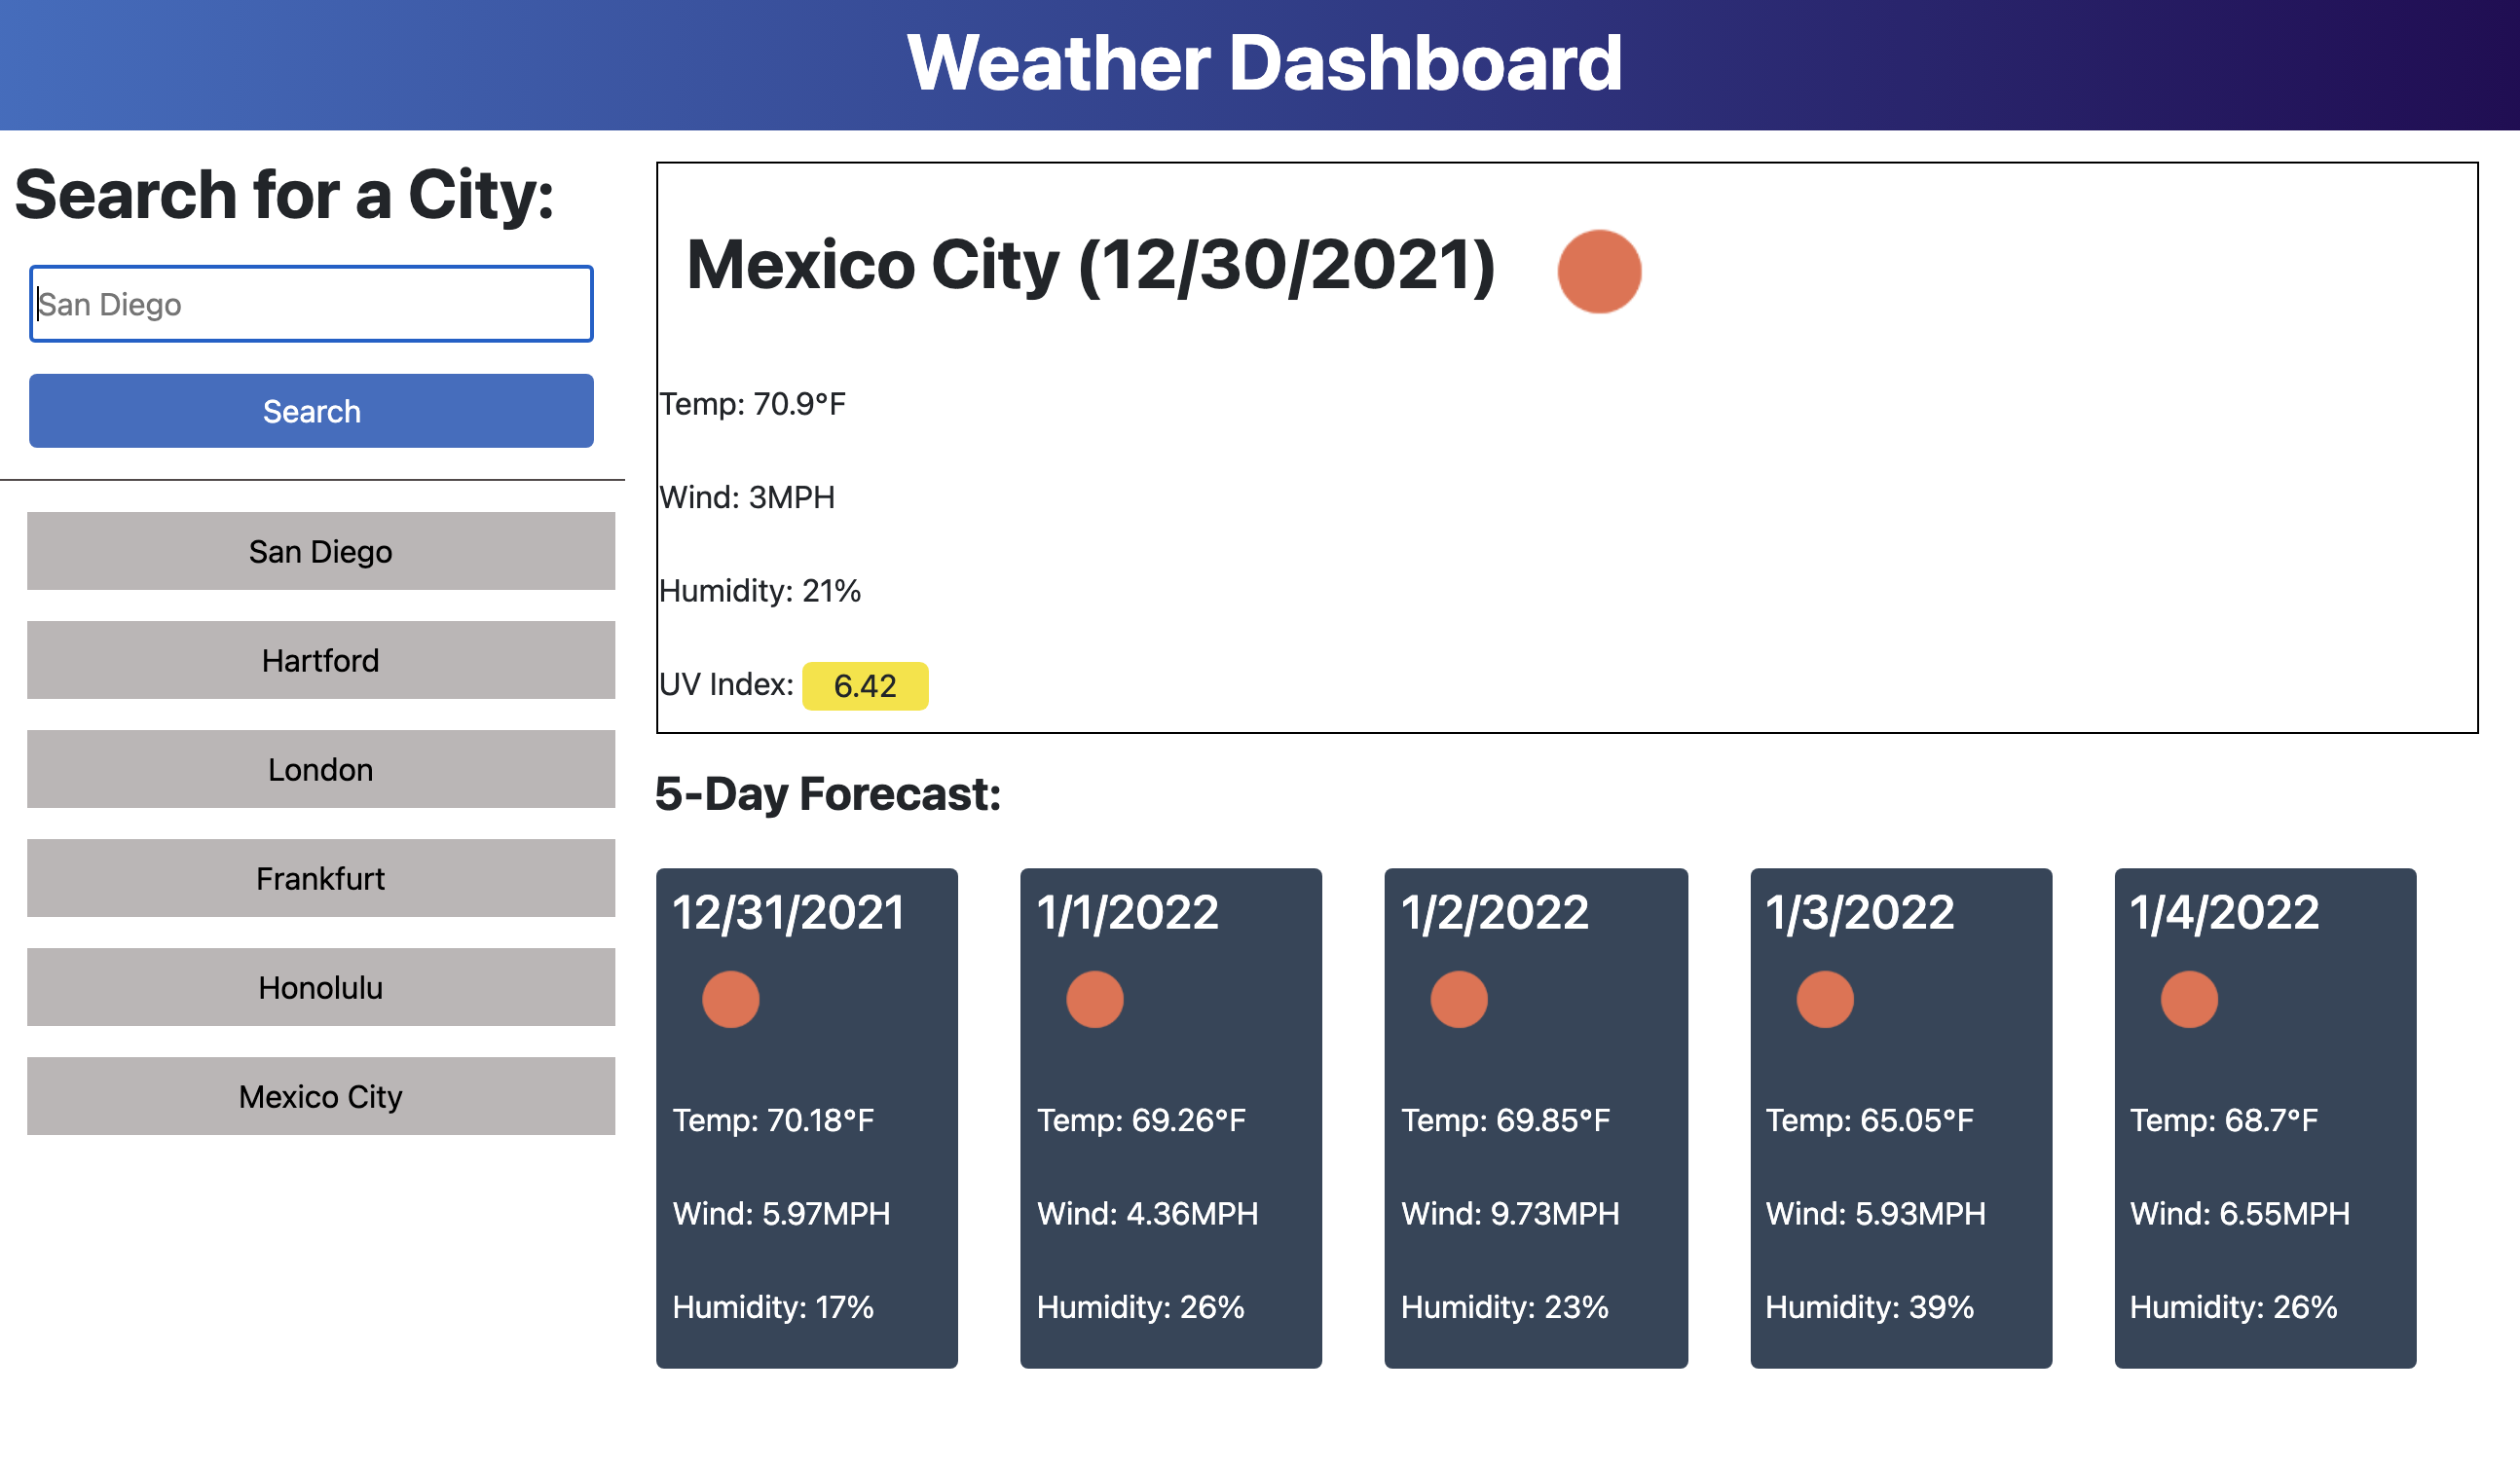 Weather Dashboard
Search for a City:
San Diego
Search
San Diego
Hartford
London
Frankfurt
Honolulu
Mexico City
Mexico City (12/30/2021)
Temp: 70.9°F
Wind: 3MPH
Humidity: 21%
UV Index: 6.42
5-Day Forecast:
12/31/2021
Temp: 70.18°F
Wind: 5.97MPH
Humidity: 17%
1/1/2022
Temp: 69.26°F
Wind: 4.36MPH
Humidity: 26%
1/2/2022
Temp: 69.85°F
Wind: 9.73MPH
Humidity: 23%
1/3/2022
Temp: 65.05°F
Wind: 5.93MPH
Humidity: 39%
1/4/2022
Temp: 68.7°F
Wind: 6.55MPH
Humidity: 26%